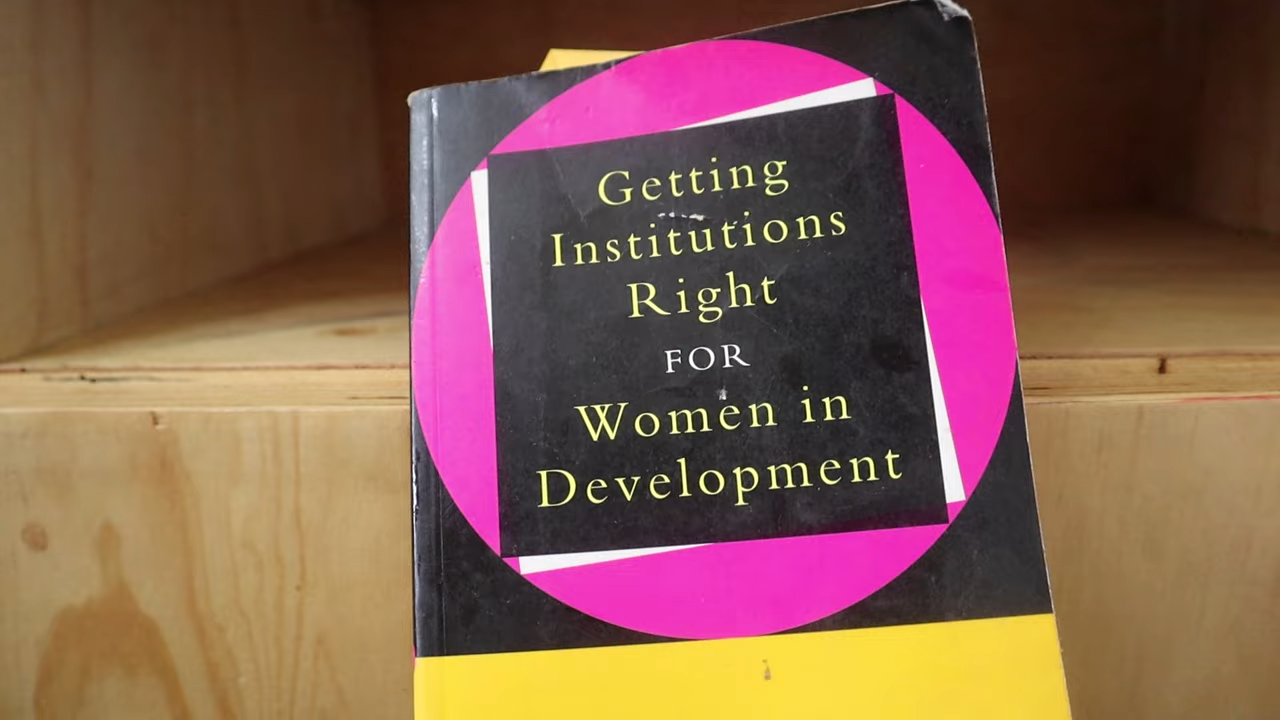 Getting
Institutions
Right
FOR
Women in
Development